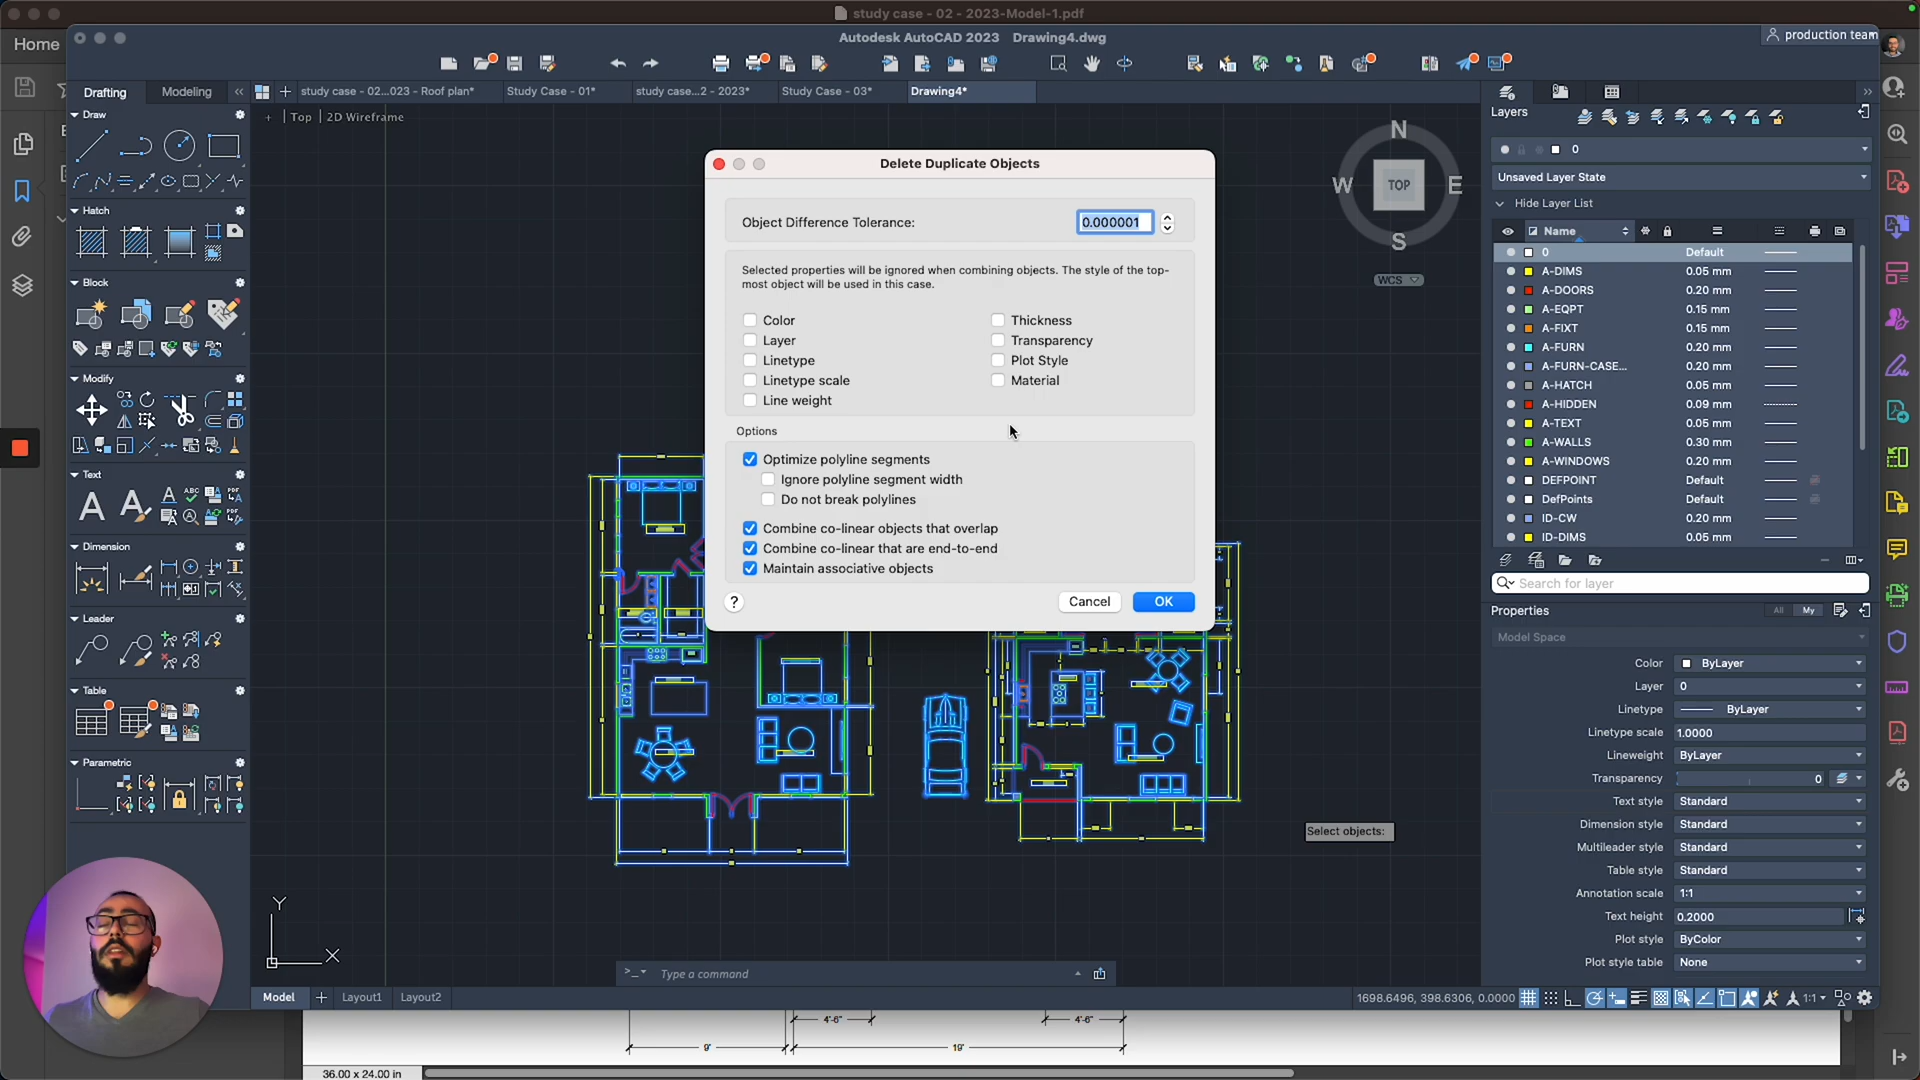 study case - 02 - 2023-Model-1.pdf
Home
Autodesk AutoCAD 2023 Drawing4.dwg
production team
Drafting
Modeling
study case - 02...023 - Roof plan*
Study Case - 01*
study case...2 - 2023*
Study Case - 03*
Drawing4*
Draw
+ | Top | 2D Wireframe
Hatch
Block
Modify
Text
Dimension
Leader
Table
Parametric
Delete Duplicate Objects
Object Difference Tolerance:
0.000001
Selected properties will be ignored when combining objects. The style of the top-
most object will be used in this case.
Color
Thickness
Layer
Transparency
Linetype
Plot Style
Linetype scale
Material
Line weight
Options
Optimize polyline segments
Ignore polyline segment width
Do not break polylines
Combine co-linear objects that overlap
Combine co-linear that are end-to-end
Maintain associative objects
?
Cancel
OK
N
W
TOP
E
S
WCS
Select objects:
Y
X
Type a command
Model
Layout1
Layout2
1698.6496, 398.6306, 0.0000
1:1
Layers
0
Unsaved Layer State
Hide Layer List
Name
0 Default
A-DIMS 0.05 mm
A-DOORS 0.20 mm
A-EQPT 0.15 mm
A-FIXT 0.15 mm
A-FURN 0.20 mm
A-FURN-CASE... 0.20 mm
A-HATCH 0.05 mm
A-HIDDEN 0.09 mm
A-TEXT 0.05 mm
A-WALLS 0.30 mm
A-WINDOWS 0.20 mm
DEFPOINT Default
DefPoints Default
ID-CW 0.20 mm
ID-DIMS 0.05 mm
Search for layer
Properties
All
My
Model Space
Color ByLayer
Layer 0
Linetype ByLayer
Linetype scale 1.0000
Lineweight ByLayer
Transparency 0
Text style Standard
Dimension style Standard
Multileader style Standard
Table style Standard
Annotation scale 1:1
Text height 0.2000
Plot style ByColor
Plot style table None
4'-6"
4'-6"
9'
19'
36.00 x 24.00 in